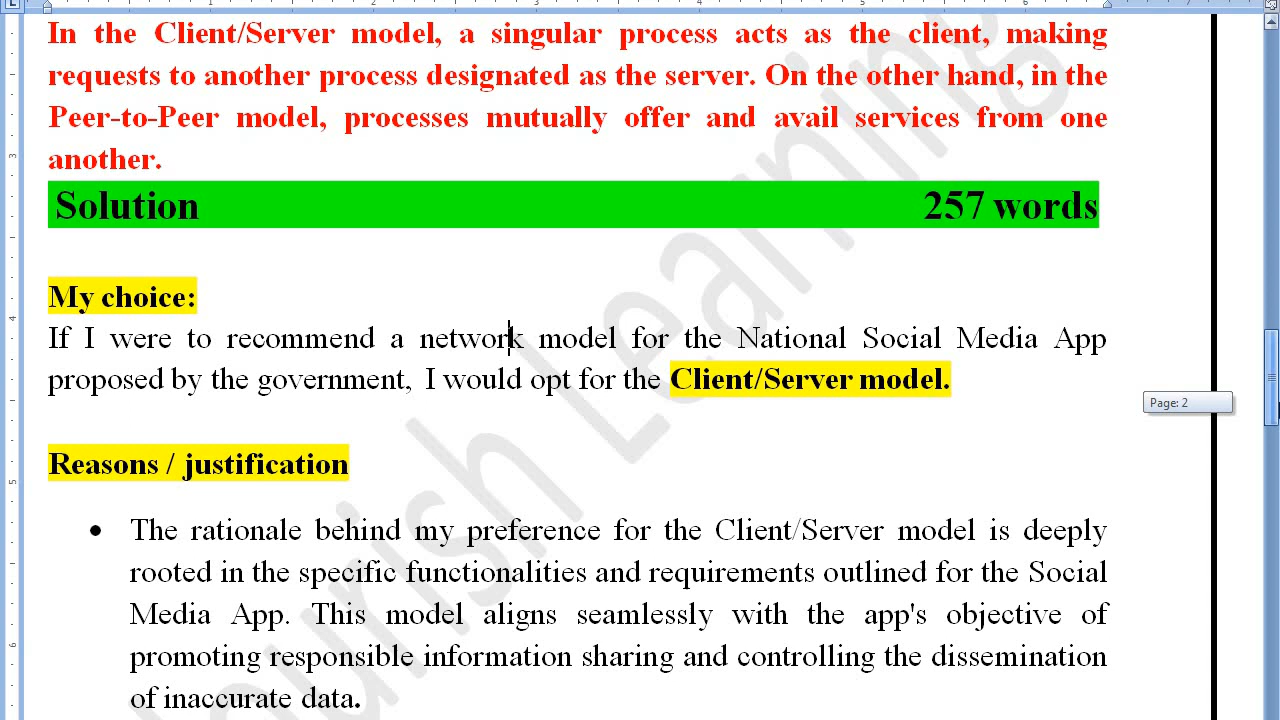 In the Client/Server model, a singular process acts as the client, making
requests to another process designated as the server. On the other hand, in the
Peer-to-Peer model, processes mutually offer and avail services from one
another.
Solution 257 words
My choice:
If I were to recommend a network model for the National Social Media App
proposed by the government, I would opt for the Client/Server model.
Page: 2
Reasons / justification
• The rationale behind my preference for the Client/Server model is deeply
rooted in the specific functionalities and requirements outlined for the Social
Media App. This model aligns seamlessly with the app's objective of
promoting responsible information sharing and controlling the dissemination
of inaccurate data.
ourish Learning